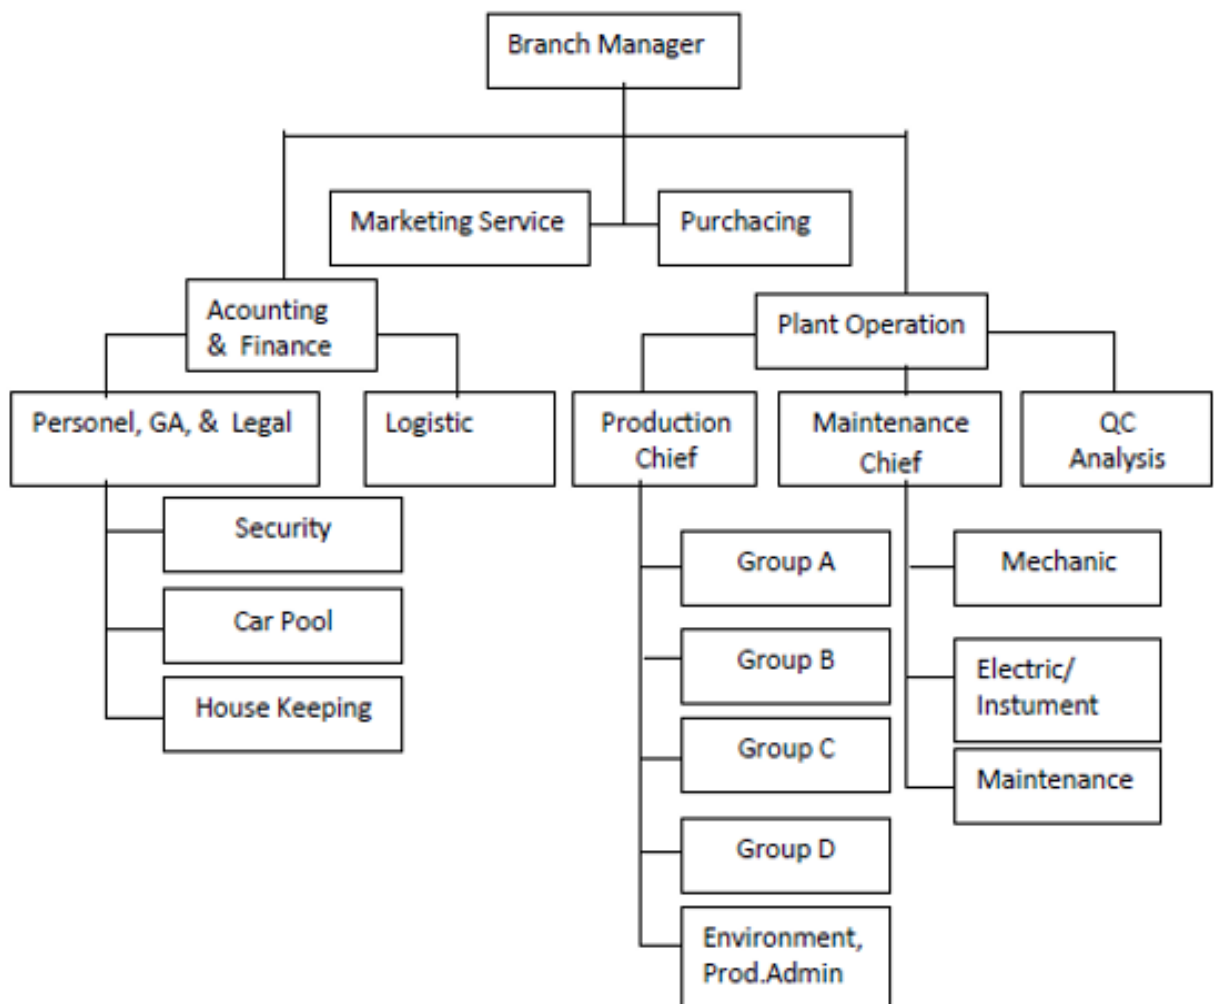 Branch Manager
Marketing Service
Purchacing
Acounting
& Finance
Plant Operation
Personel, GA, & Legal
Logistic
Production
Chief
Maintenance
Chief
QC
Analysis
Security
Car Pool
House Keeping
Group A
Group B
Group C
Group D
Environment,
Prod.Admin
Mechanic
Electric/
Instument
Maintenance